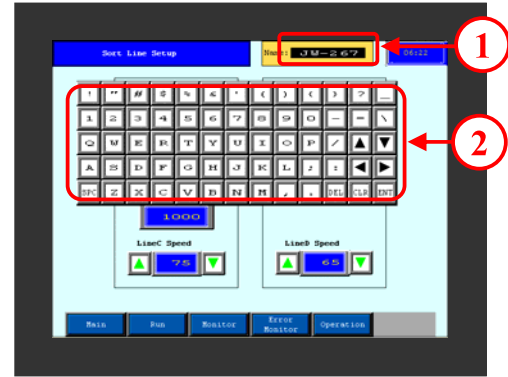 Sort Line Setup
Name: JW-267
06:22
1
! " # $ % & ' ( ) ( ) ? _
1 2 3 4 5 6 7 8 9 0 - = \
Q W E R T Y U I O P / ▲ ▼
A S D F G H J K L ; : ◀ ▶
SPC Z X C V B N M , . DEL CLR ENT
2
1000
LineC Speed
LineD Speed
75
65
Main
Run
Monitor
Error
Monitor
Operation